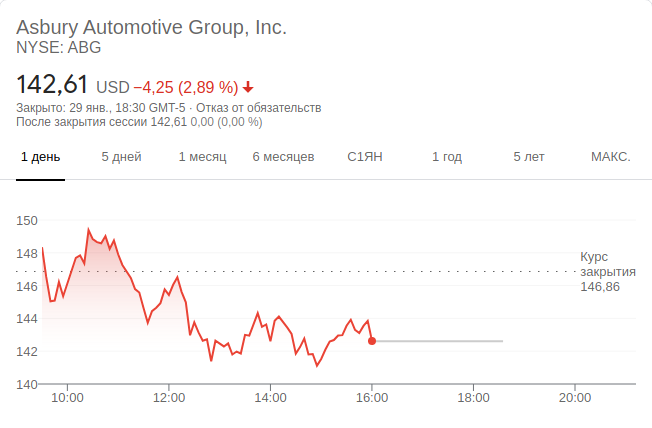 Asbury Automotive Group, Inc.
NYSE: ABG
142,61 USD −4,25 (2,89 %)
Закрыто: 29 янв., 18:30 GMT-5 · Отказ от обязательств
После закрытия сессии 142,61 0,00 (0,00 %)
1 день 5 дней 1 месяц 6 месяцев С1ЯН 1 год 5 лет МАКС.
150
148
146
144
142
140
Курс
закрытия
146,86
10:00 12:00 14:00 16:00 18:00 20:00